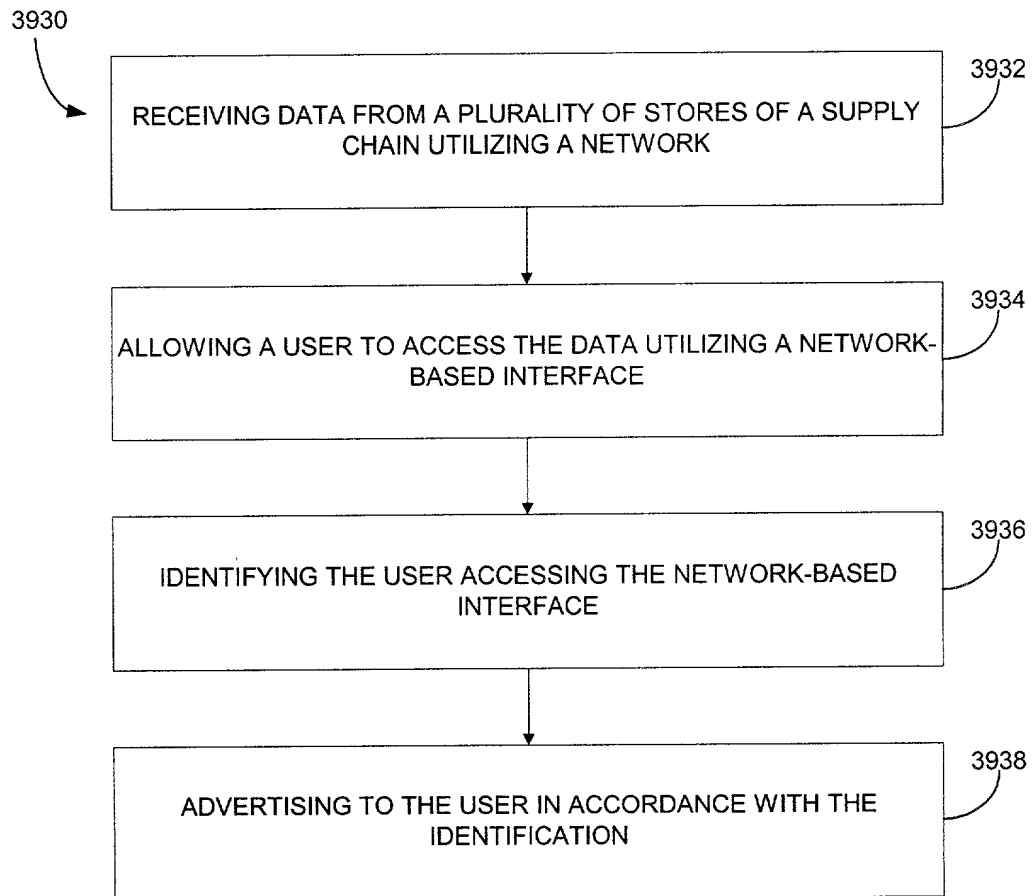 3930
3932
RECEIVING DATA FROM A PLURALITY OF STORES OF A SUPPLY
CHAIN UTILIZING A NETWORK
3934
ALLOWING A USER TO ACCESS THE DATA UTILIZING A NETWORK-
BASED INTERFACE
3936
IDENTIFYING THE USER ACCESSING THE NETWORK-BASED
INTERFACE
3938
ADVERTISING TO THE USER IN ACCORDANCE WITH THE
IDENTIFICATION